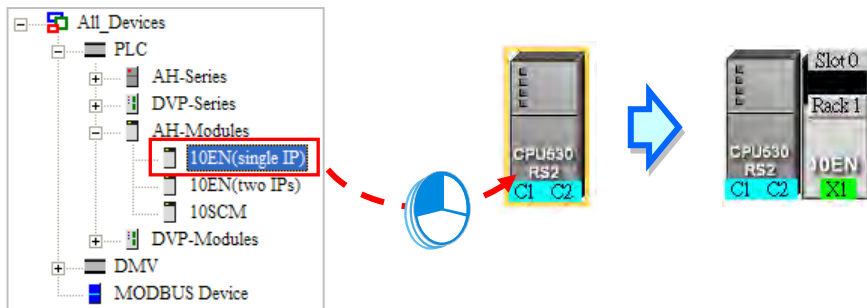 All_Devices
PLC
AH-Series
DVP-Series
AH-Modules
10EN(single IP)
10EN(two IPs)
10SCM
DVP-Modules
DMV
MODBUS Device
CPU530
RS2
C1 C2
CPU530
RS2
C1 C2
Slot 0
Rack 1
10EN
X1